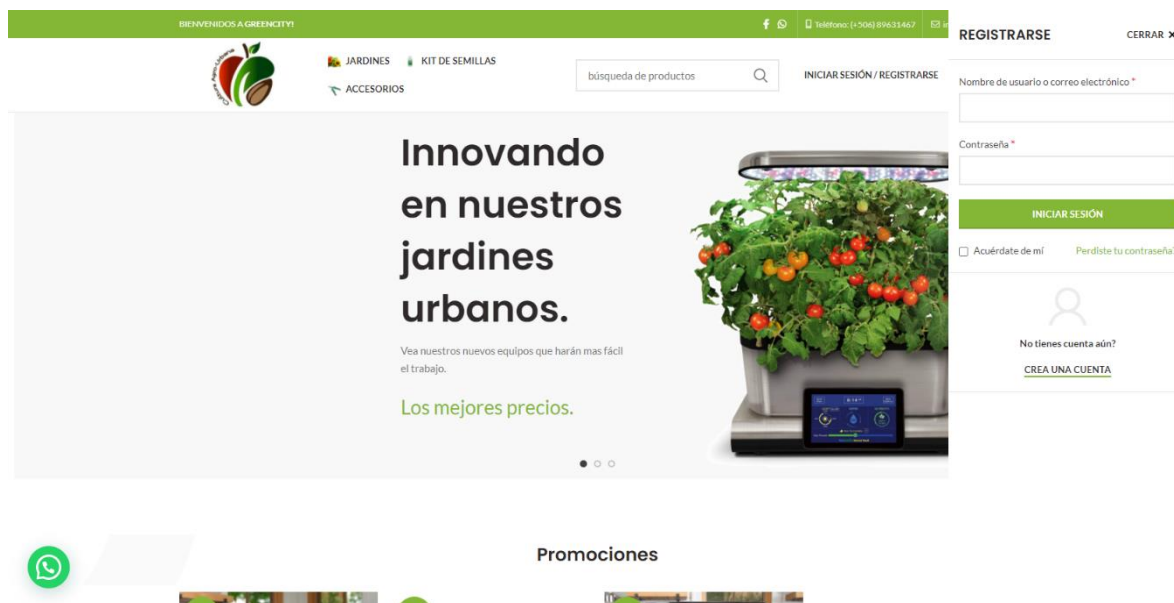 BIENVENIDOS A GREENCITY!
Teléfono: (+506) 89631467
JARDINES
KIT DE SEMILLAS
ACCESORIOS
búsqueda de productos
INICIAR SESIÓN / REGISTRARSE
Innovando
en nuestros
jardines
urbanos.
Vea nuestros nuevos equipos que harán mas fácil
el trabajo.
Los mejores precios.
Promociones
REGISTRARSE
CERRAR
Nombre de usuario o correo electrónico *
Contraseña *
INICIAR SESIÓN
Acuérdate de mí
Perdiste tu contraseña?
No tienes cuenta aún?
CREA UNA CUENTA